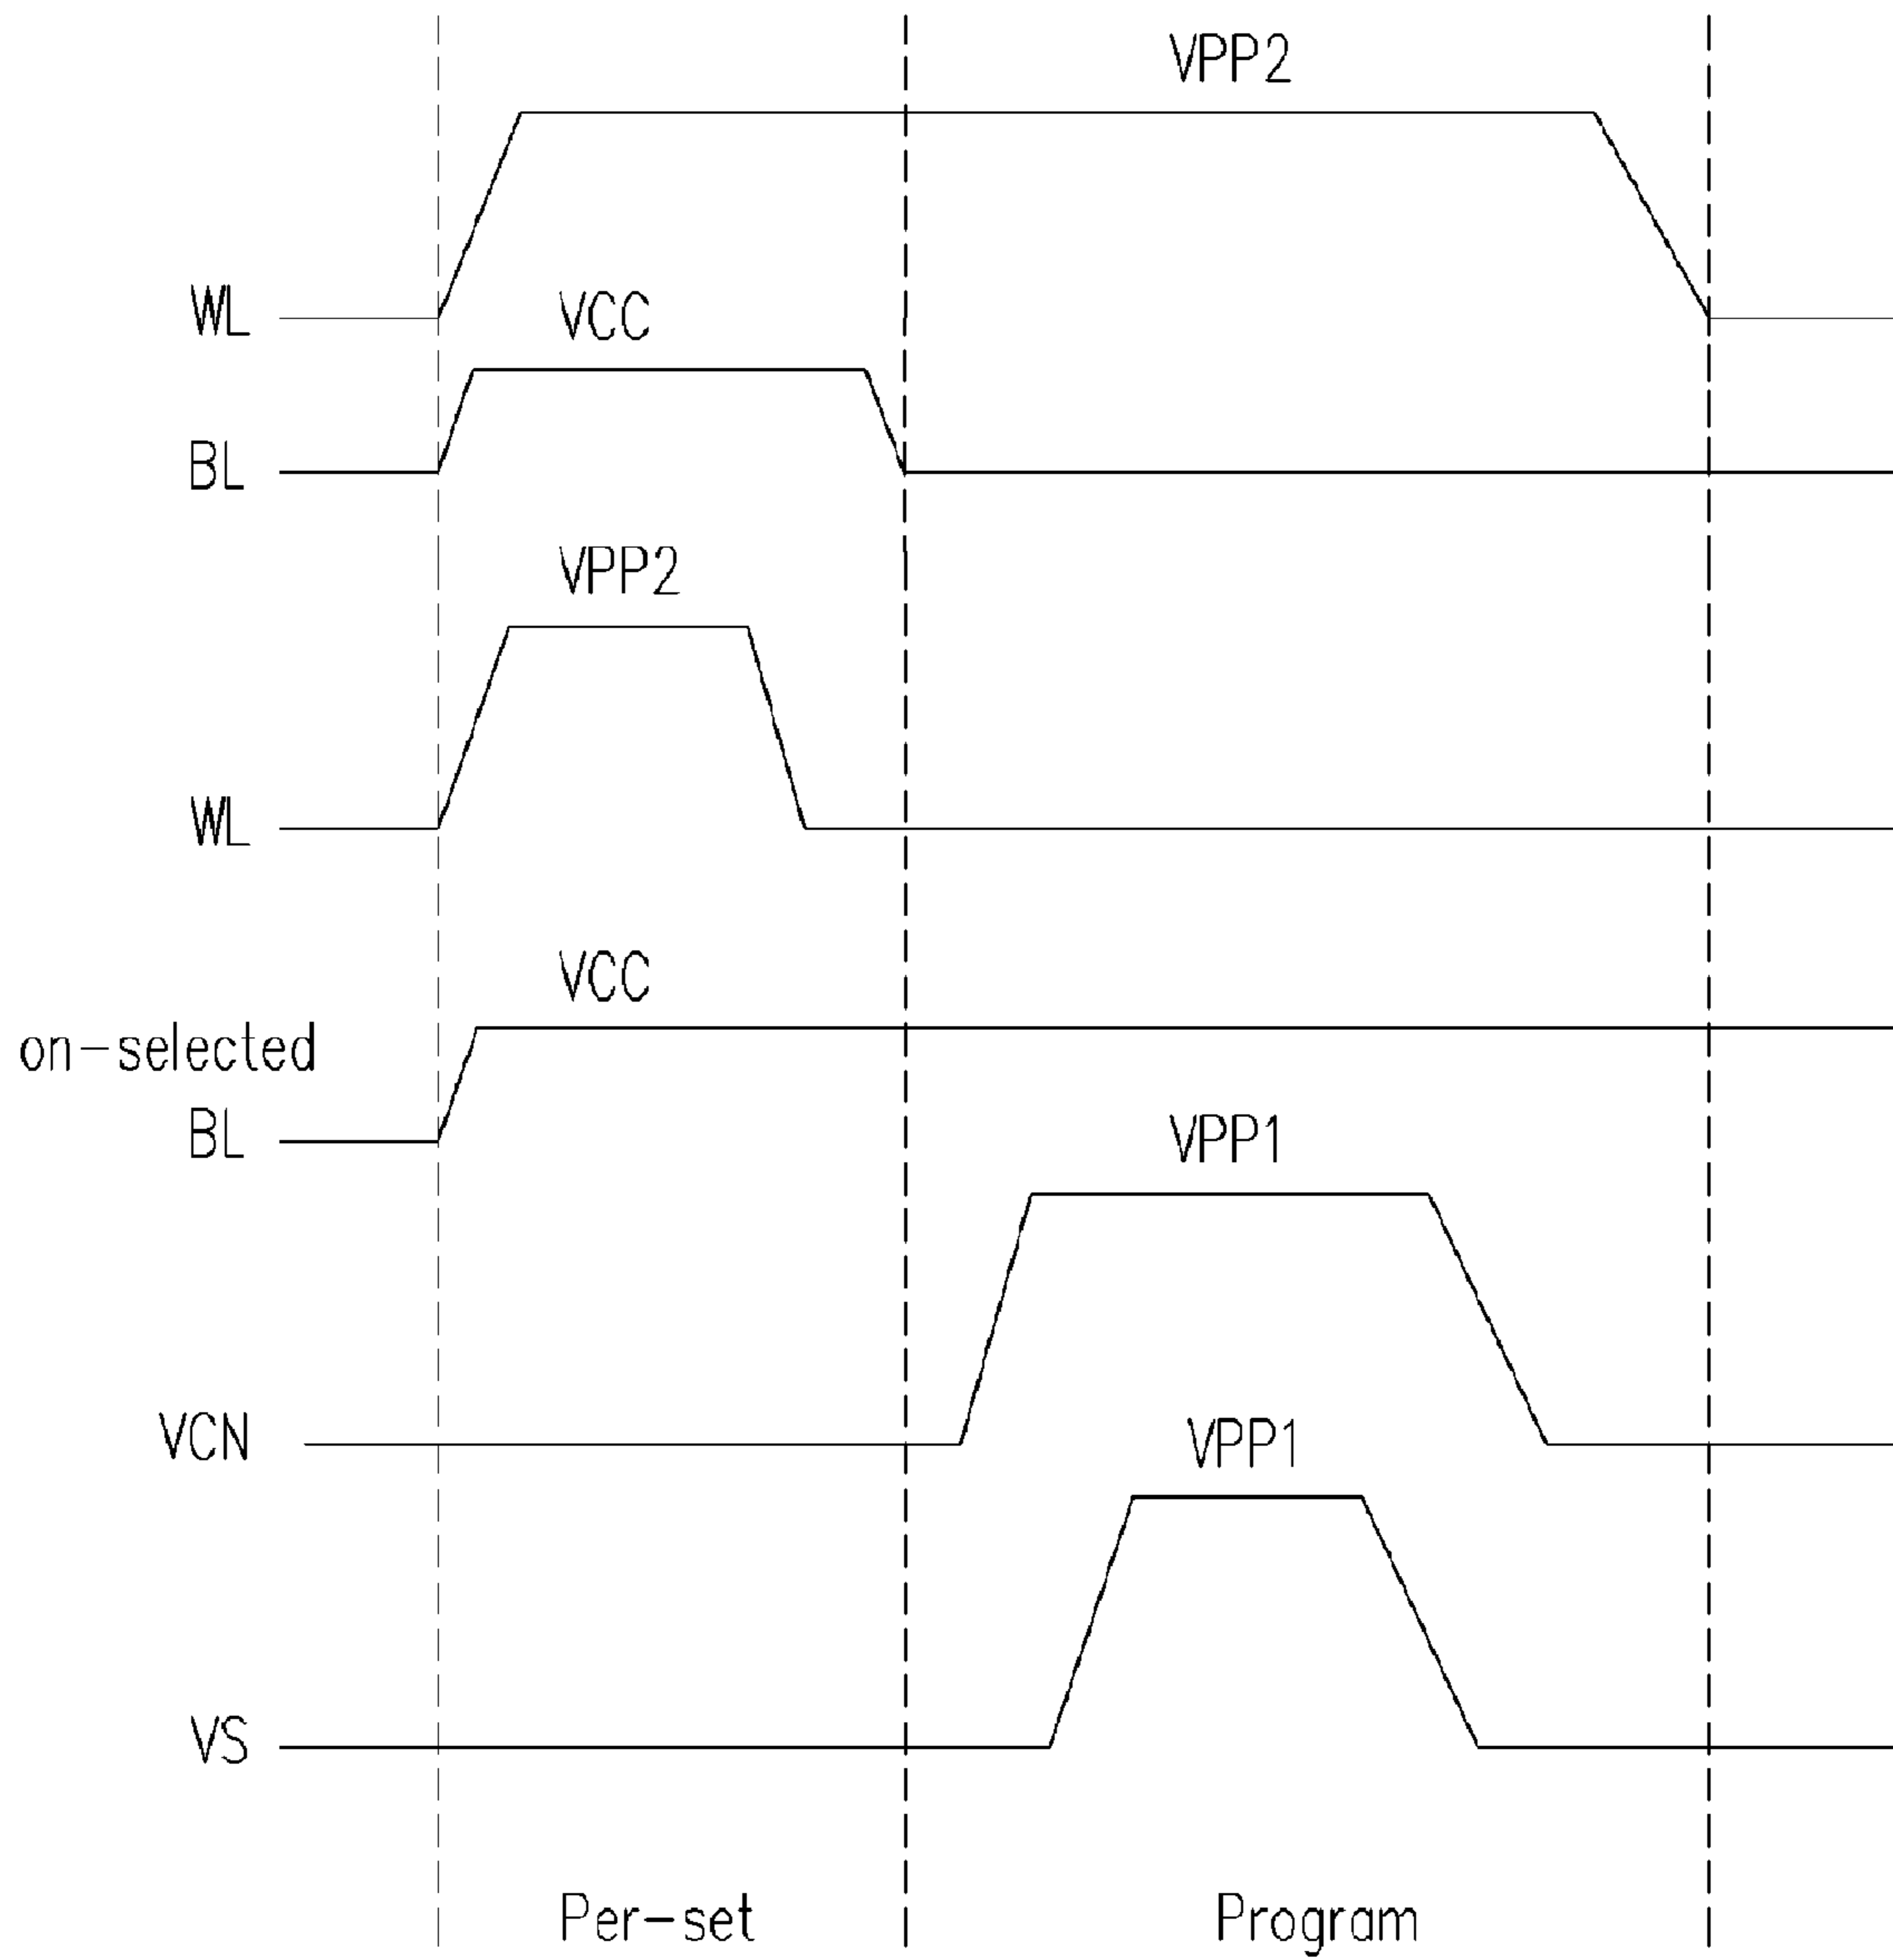 VPP2
WL
VCC
BL
VPP2
WL
VCC
on-selected
BL
VPP1
VCN
VPP1
VS
Per-set
Program